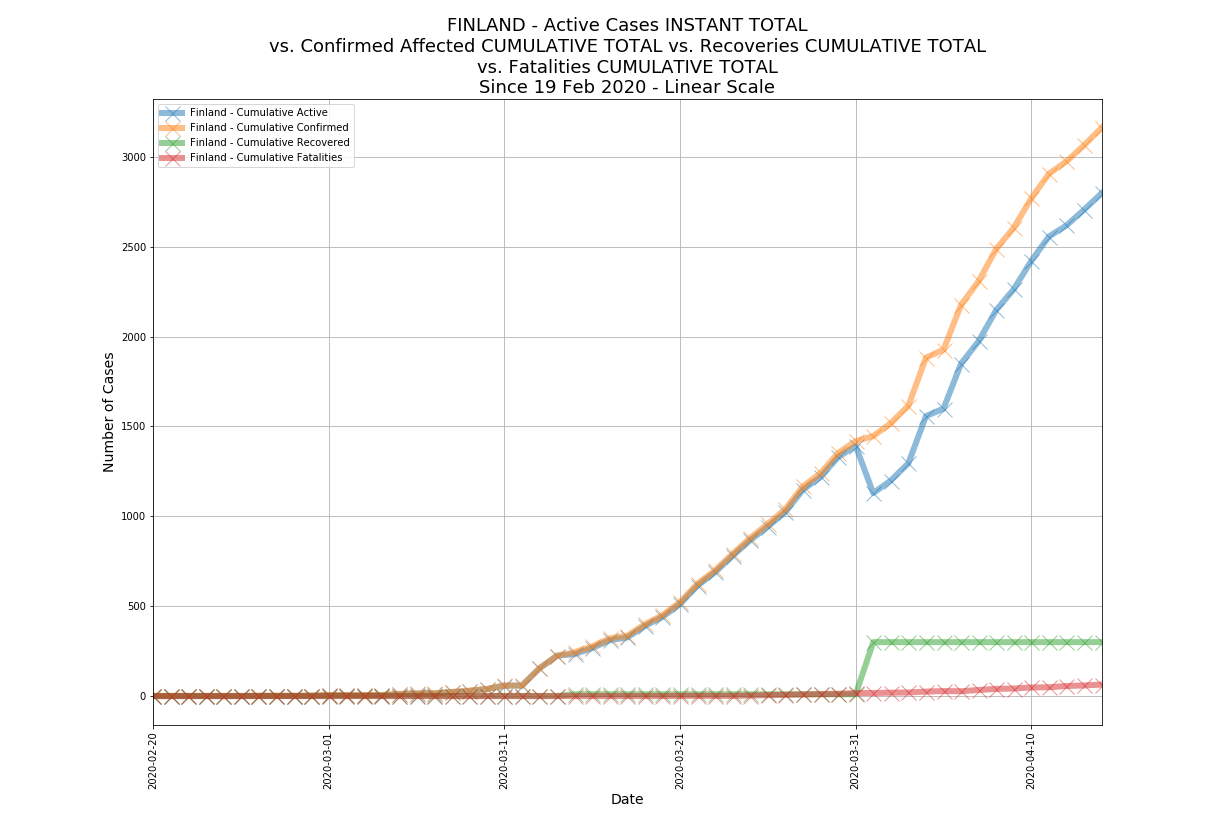 FINLAND - Active Cases INSTANT TOTAL
vs. Confirmed Affected CUMULATIVE TOTAL vs. Recoveries CUMULATIVE TOTAL
vs. Fatalities CUMULATIVE TOTAL
Since 19 Feb 2020 - Linear Scale
Finland - Cumulative Active
Finland - Cumulative Confirmed
Finland - Cumulative Recovered
Finland - Cumulative Fatalities
Number of Cases
3000
2500
2000
1500
1000
500
0
2020-02-20
2020-03-01
2020-03-11
2020-03-21
2020-03-31
2020-04-10
Date